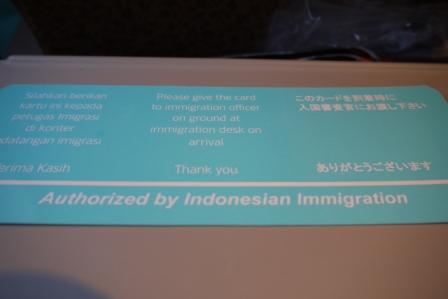 Silahkan berikan
kartu ini kepada
petugas Imigrasi
di konter
datangan imigrasi
erima Kasih
Please give the card
to immigration officer
on ground at
immigration desk on
arrival
Thank you
このカードを到着時に
入国審査官にお渡し下さい
ありがとうございます
Authorized by Indonesian Immigration